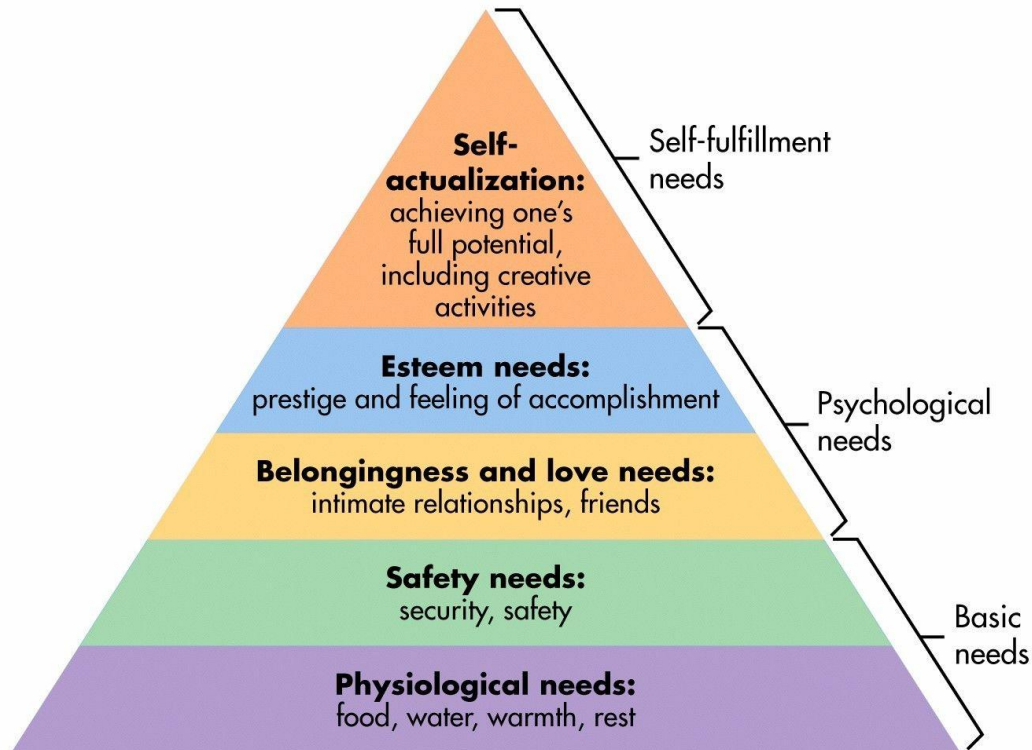 Self-
actualization:
achieving one's
full potential,
including creative
activities
Self-fulfillment
needs
Esteem needs:
prestige and feeling of accomplishment
Psychological
needs
Belongingness and love needs:
intimate relationships, friends
Safety needs:
security, safety
Basic
needs
Physiological needs:
food, water, warmth, rest